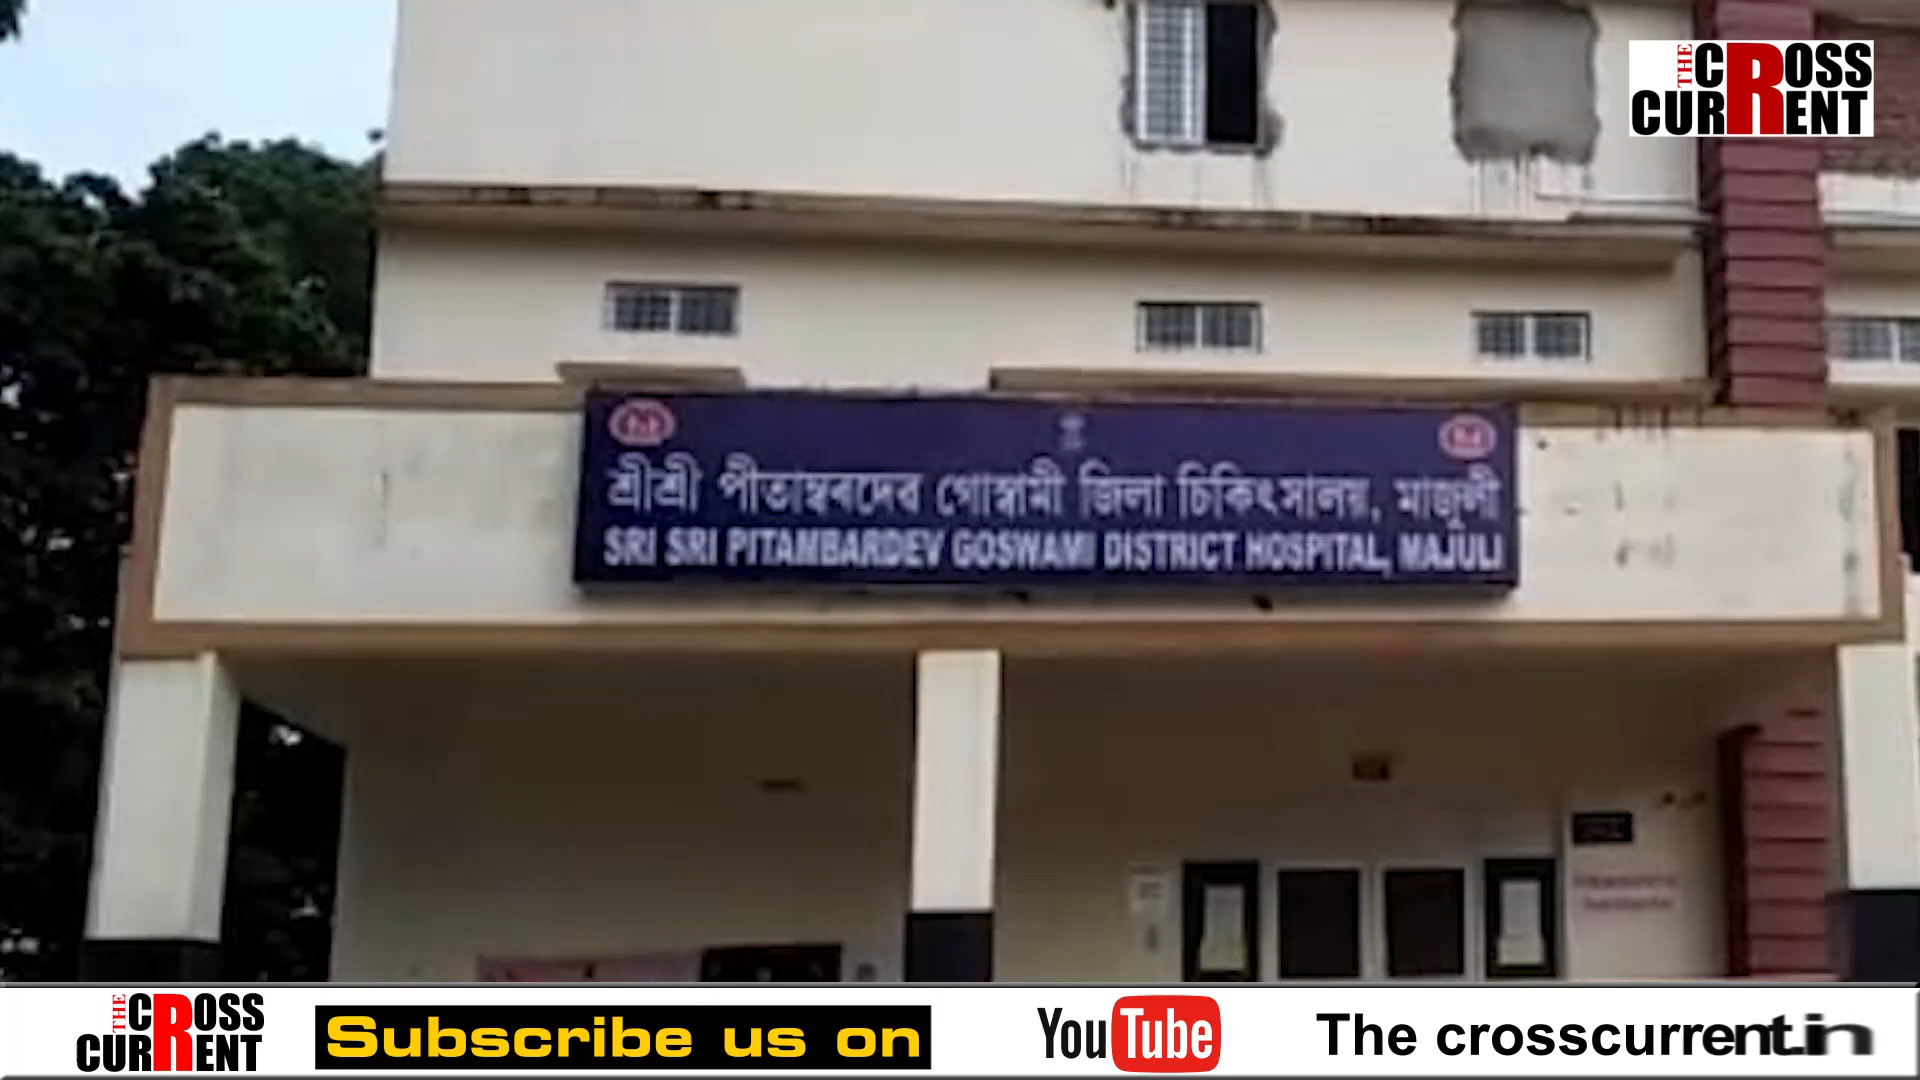 THE CROSS
CURRENT
শ্ৰীশ্ৰী পীতাম্বৰদেৱ গোস্বামী জিলা চিকিৎসালয়, মাজুলী
SRI SRI PITAMBARDEV GOSWAMI DISTRICT HOSPITAL, MAJULI
THE CROSS
CURRENT
Subscribe us on
YouTube
The crosscurrent.in